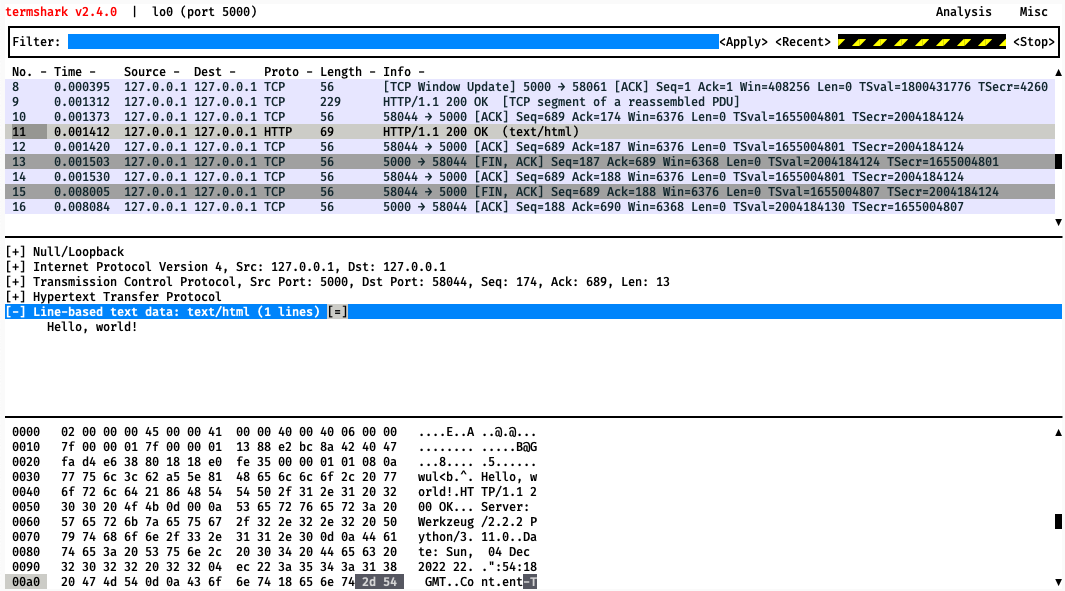 termshark v2.4.0 | lo0 (port 5000) Analysis Misc
Filter: <Apply> <Recent> <Stop>
No. - Time - Source - Dest - Proto - Length - Info -
8 0.000395 127.0.0.1 127.0.0.1 TCP 56 [TCP Window Update] 5000 → 58061 [ACK] Seq=1 Ack=1 Win=408256 Len=0 TSval=1800431776 TSecr=4260
9 0.001312 127.0.0.1 127.0.0.1 TCP 229 HTTP/1.1 200 OK [TCP segment of a reassembled PDU]
10 0.001373 127.0.0.1 127.0.0.1 TCP 56 58044 → 5000 [ACK] Seq=689 Ack=174 Win=6376 Len=0 TSval=1655004801 TSecr=2004184124
11 0.001412 127.0.0.1 127.0.0.1 HTTP 69 HTTP/1.1 200 OK (text/html)
12 0.001420 127.0.0.1 127.0.0.1 TCP 56 58044 → 5000 [ACK] Seq=689 Ack=187 Win=6376 Len=0 TSval=1655004801 TSecr=2004184124
13 0.001503 127.0.0.1 127.0.0.1 TCP 56 5000 → 58044 [FIN, ACK] Seq=187 Ack=689 Win=6368 Len=0 TSval=2004184124 TSecr=1655004801
14 0.001530 127.0.0.1 127.0.0.1 TCP 56 58044 → 5000 [ACK] Seq=689 Ack=188 Win=6376 Len=0 TSval=1655004801 TSecr=2004184124
15 0.008005 127.0.0.1 127.0.0.1 TCP 56 58044 → 5000 [FIN, ACK] Seq=689 Ack=188 Win=6376 Len=0 TSval=1655004807 TSecr=2004184124
16 0.008084 127.0.0.1 127.0.0.1 TCP 56 5000 → 58044 [ACK] Seq=188 Ack=690 Win=6368 Len=0 TSval=2004184130 TSecr=1655004807
[+] Null/Loopback
[+] Internet Protocol Version 4, Src: 127.0.0.1, Dst: 127.0.0.1
[+] Transmission Control Protocol, Src Port: 5000, Dst Port: 58044, Seq: 174, Ack: 689, Len: 13
[+] Hypertext Transfer Protocol
[-] Line-based text data: text/html (1 lines) [=]
Hello, world!
0000 02 00 00 00 45 00 00 41 00 00 40 00 40 06 00 00 ....E..A ..@.@...
0010 7f 00 00 01 7f 00 00 01 13 88 e2 bc 8a 42 40 47 ........ .....B@G
0020 fa d4 e6 38 80 18 18 e0 fe 35 00 00 01 01 08 0a ...8.... .5......
0030 77 75 6c 3c 62 a5 5e 81 48 65 6c 6c 6f 2c 20 77 wul<b.^. Hello, w
0040 6f 72 6c 64 21 86 48 54 54 50 2f 31 2e 31 20 32 orld!.HT TP/1.1 2
0050 30 30 20 4f 4b 0d 00 0a 53 65 72 76 65 72 3a 20 00 OK... Server:
0060 57 65 72 6b 7a 65 75 67 2f 32 2e 32 2e 32 20 50 Werkzeug /2.2.2 P
0070 79 74 68 6f 6e 2f 33 2e 31 31 2e 30 0d 0a 44 61 ython/3. 11.0..Da
0080 74 65 3a 20 53 75 6e 2c 20 30 34 20 44 65 63 20 te: Sun, 04 Dec
0090 32 30 32 32 20 32 32 04 ec 22 3a 35 34 3a 31 38 2022 22. .":54:18
00a0 20 47 4d 54 0d 0a 43 6f 6e 74 18 65 6e 74 2d 54 GMT..Co nt.ent-T